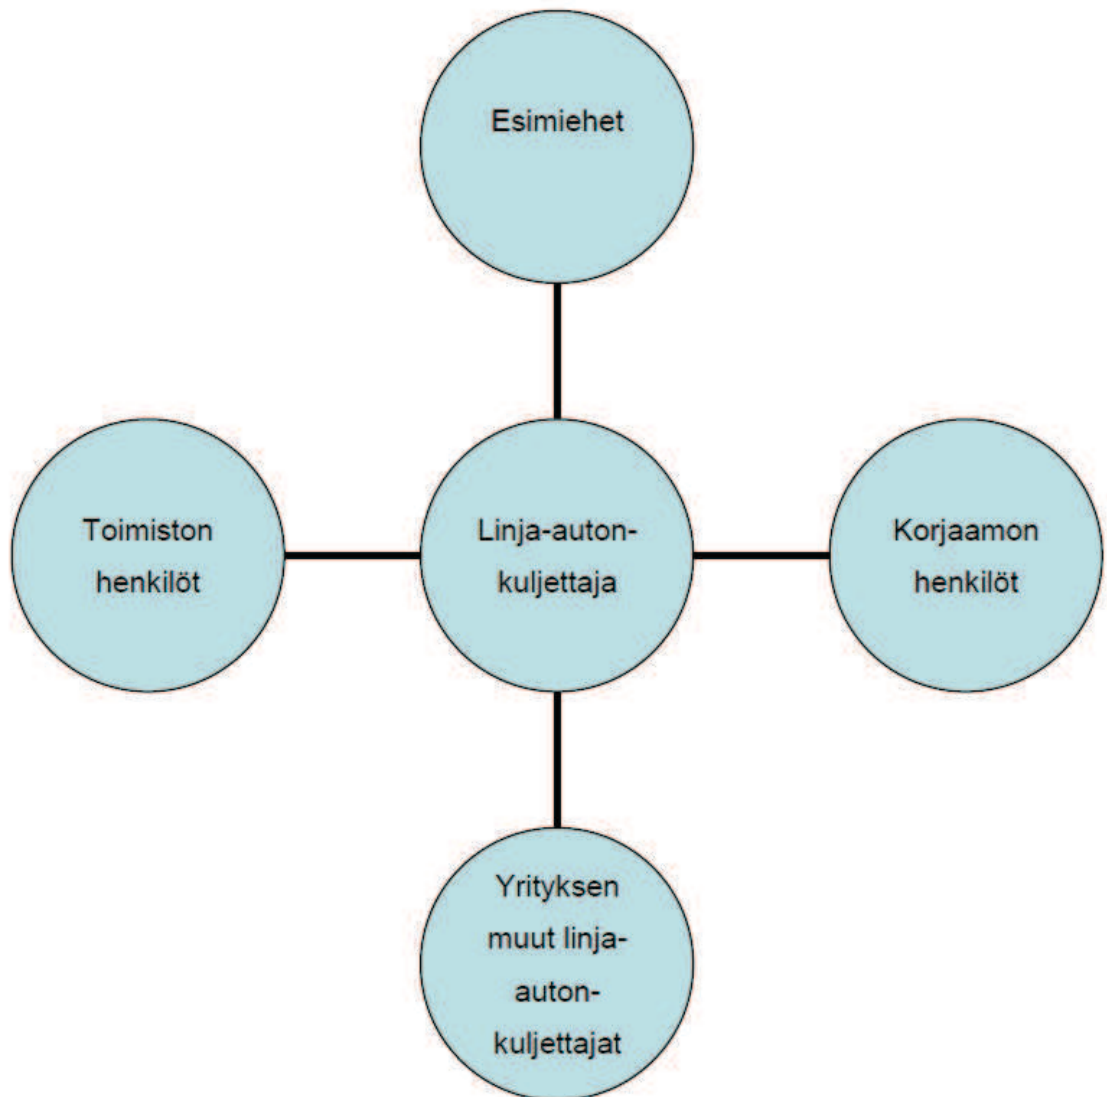 Esimiehet
Toimiston
henkilöt
Linja-auton-
kuljettaja
Korjaamon
henkilöt
Yrityksen
muut linja-
auton-
kuljettajat